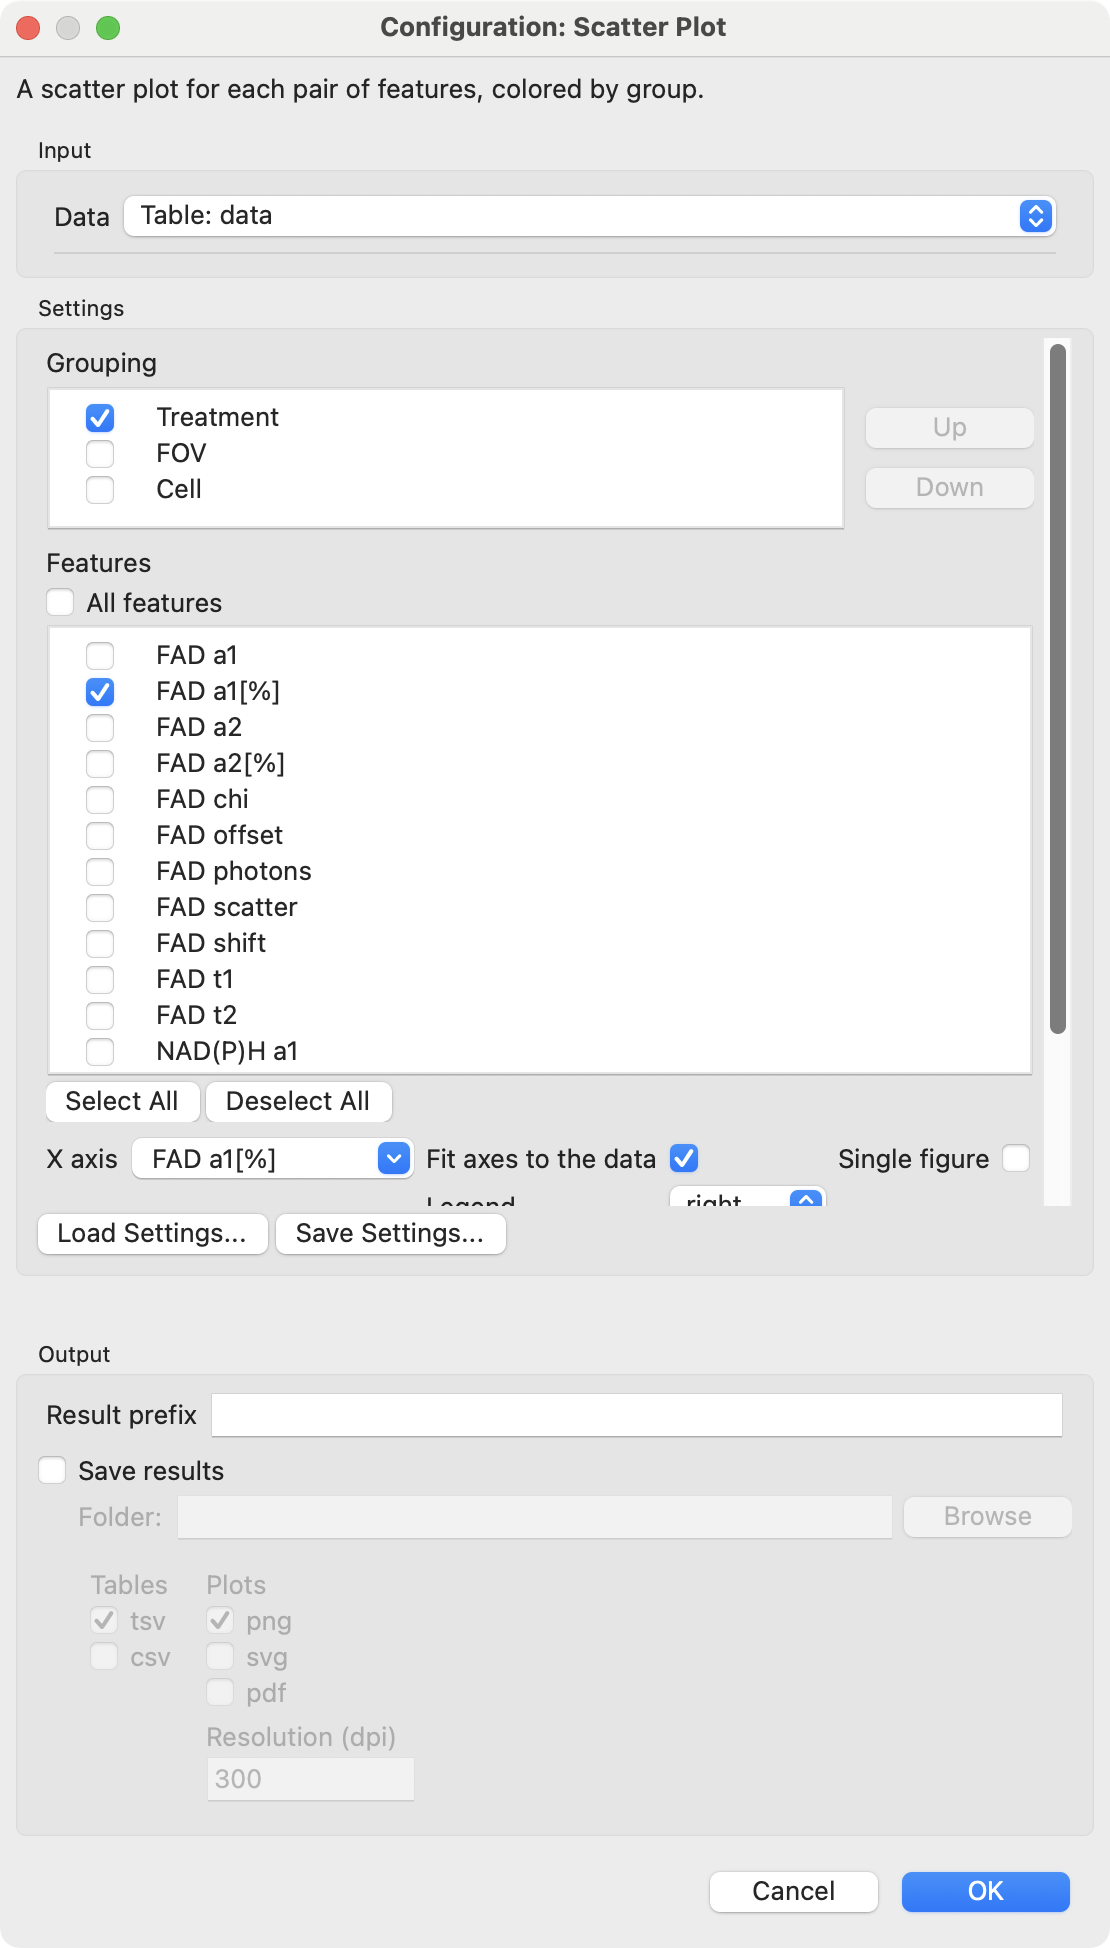 Configuration: Scatter Plot
A scatter plot for each pair of features, colored by group.
Input
Data Table: data
Settings
Grouping
Treatment
FOV
Cell
Up
Down
Features
All features
FAD a1
FAD a1[%]
FAD a2
FAD a2[%]
FAD chi
FAD offset
FAD photons
FAD scatter
FAD shift
FAD t1
FAD t2
NAD(P)H a1
Select All Deselect All
X axis FAD a1[%] Fit axes to the data Single figure
Legend right
Load Settings... Save Settings...
Output
Result prefix
Save results
Folder: Browse
Tables Plots
tsv png
csv svg
pdf
Resolution (dpi)
300
Cancel OK